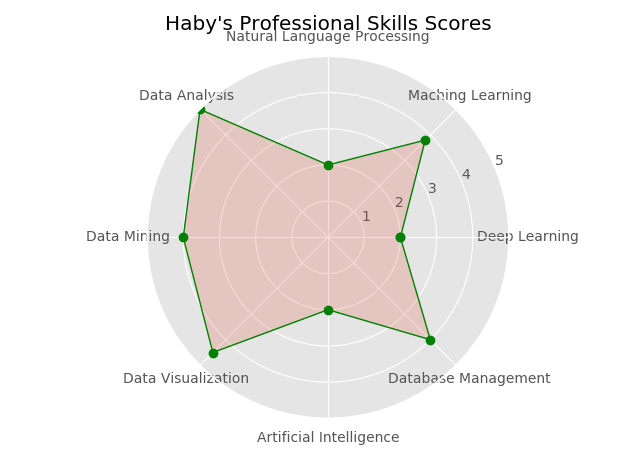 Haby's Professional Skills Scores
Natural Language Processing
Data Analysis
Maching Learning
5
4
3
2
1
Data Mining
Deep Learning
Data Visualization
Database Management
Artificial Intelligence